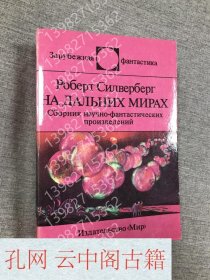 Зарубежная фантастика
Роберт Силверберг
НА ДАЛЬНИХ МИРАХ
Сборник научно-фантастических
произведений
Издательство «Мир»
孔网 云中阁古籍